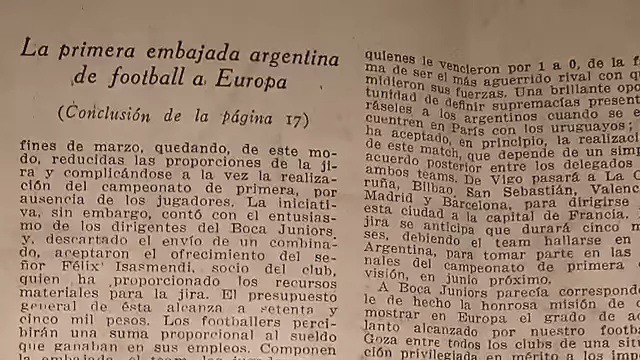 La primera embajada argentina
de football a Europa
(Conclusión de la página 17)
fines de marzo, quedando, de este mo-
do, reducidas las proporciones de la ji-
ra y complicándose a la vez la realiza-
ción del campeonato de primera, por
ausencia de los jugadores. La iniciati-
va, sin embargo, contó con el entusias-
mo de los dirigentes del Boca Juniors,
y, descartado el envío de un combina-
do, aceptaron el ofrecimiento del se-
ñor Félix Isasmendi, socio del club,
quien ha proporcionado los recursos
materiales para la jira. El presupuesto
general de ésta alcanza a setenta y
cinco mil pesos. Los footballers perci-
birán una suma proporcional al sueldo
que ganaban en sus empleos. Componen
quienes le vencieron por 1 a 0, de la f
ma de ser el más aguerrido rival con q
midieron sus fuerzas. Una brillante opo
tunidad de definir supremacías present
ráseles a los argentinos cuando se e
cuentren en París con los uruguayos;
ha aceptado, en principio, la realizaci
de este match, que depende de un simp
acuerdo posterior entre los delegados
ambos teams. De Vigo pasará a La C
ruña, Bilbao, San Sebastián, Valenc
Madrid y Barcelona, para dirigirse
esta ciudad a la capital de Francia.
jira se anticipa que durará cinco m
ses, debiendo el team hallarse en
Argentina, para tomar parte en las
nales del campeonato de primera
visión, en junio próximo.
A Boca Juniors parecía correspond
le de hecho la honrosa misión de
mostrar en Europa el grado de ad
lanto alcanzado por nuestro footba
Goza entre todos los clubs de una sit
ción privilegiada en mérito a los